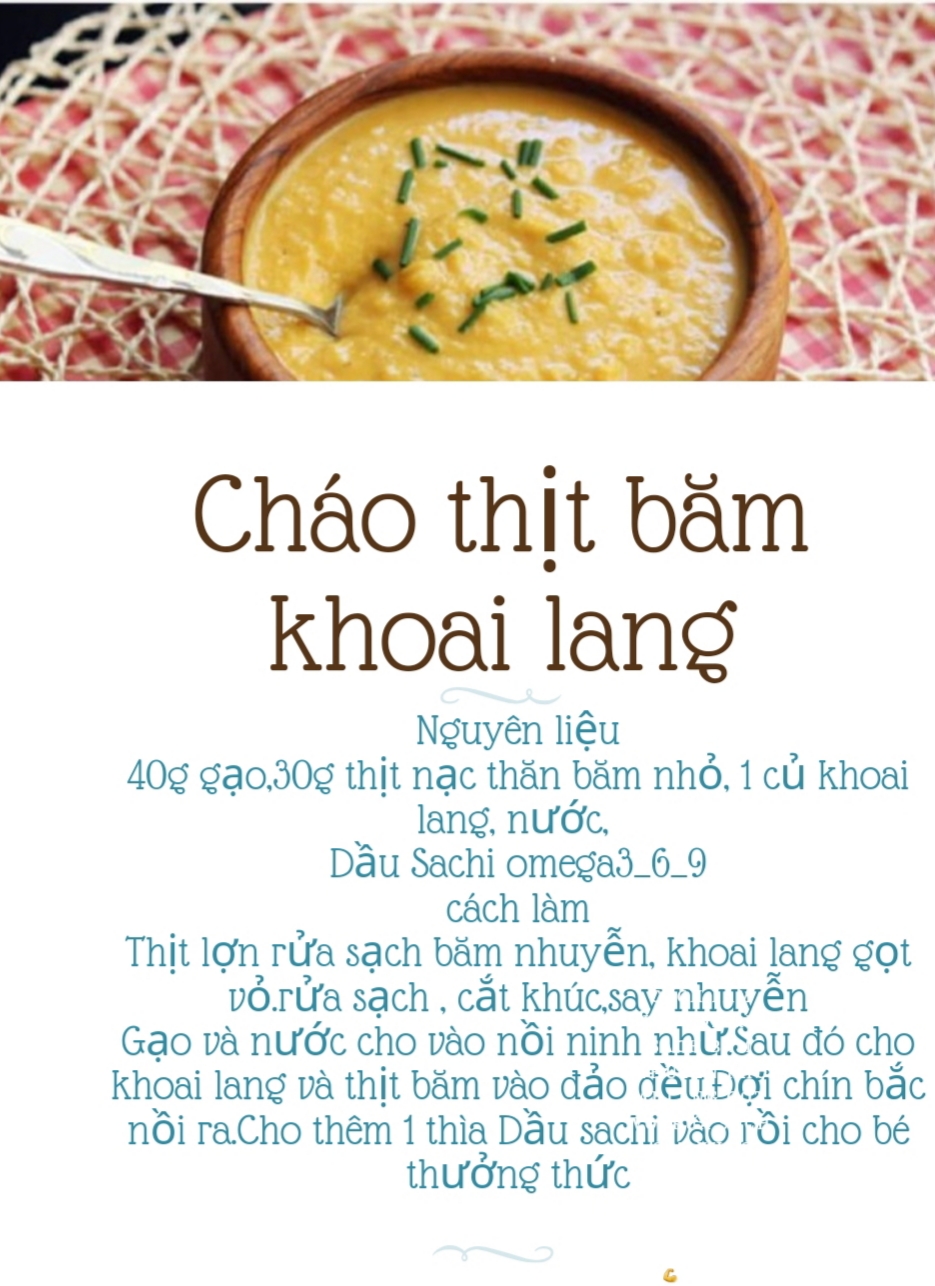 Cháo thịt băm
khoai lang
Nguyên liệu
40g gạo,30g thịt nạc thăn băm nhỏ, 1 củ khoai
lang, nước,
Dầu Sachi omega3_6_9
cách làm
Thịt lợn rửa sạch băm nhuyễn, khoai lang gọt
vỏ.rửa sạch , cắt khúc,say nhuyễn
Gạo và nước cho vào nồi ninh nhừ.Sau đó cho
khoai lang và thịt băm vào đảo đều.Đợi chín bắc
nồi ra.Cho thêm 1 thìa Dầu sachi vào rồi cho bé
thưởng thức